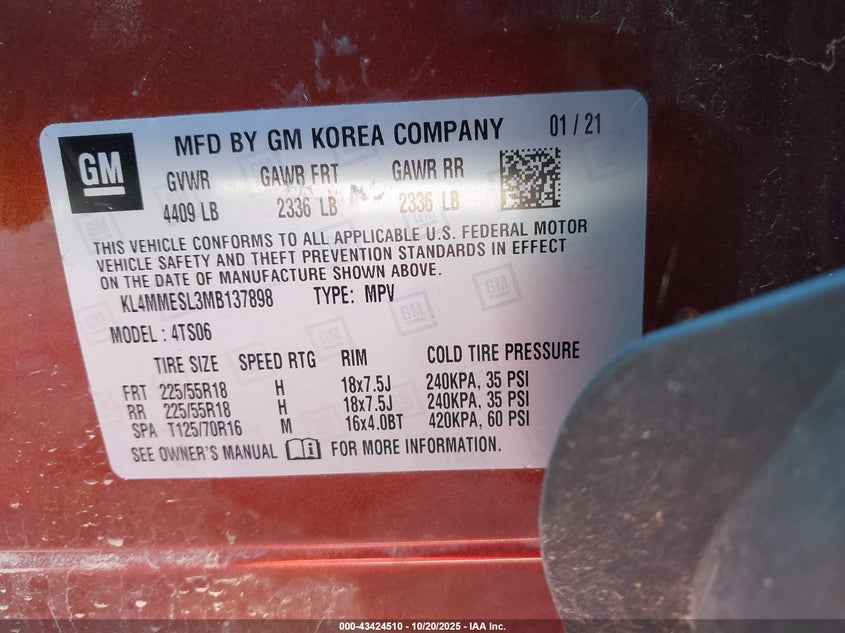 GM
MFD BY GM KOREA COMPANY 01 / 21
GVWR GAWR FRT GAWR RR
4409 LB 2336 LB 2336 LB
THIS VEHICLE CONFORMS TO ALL APPLICABLE U.S. FEDERAL MOTOR
VEHICLE SAFETY AND THEFT PREVENTION STANDARDS IN EFFECT
ON THE DATE OF MANUFACTURE SHOWN ABOVE.
KL4MMESL3MB137898 TYPE: MPV
MODEL : 4TS06
TIRE SIZE SPEED RTG RIM COLD TIRE PRESSURE
FRT 225/55R18 H 18x7.5J 240KPA, 35 PSI
RR 225/55R18 H 18x7.5J 240KPA, 35 PSI
SPA T125/70R16 M 16x4.0BT 420KPA, 60 PSI
SEE OWNER'S MANUAL FOR MORE INFORMATION.
000-43424510 - 10/20/2025 - IAA Inc.